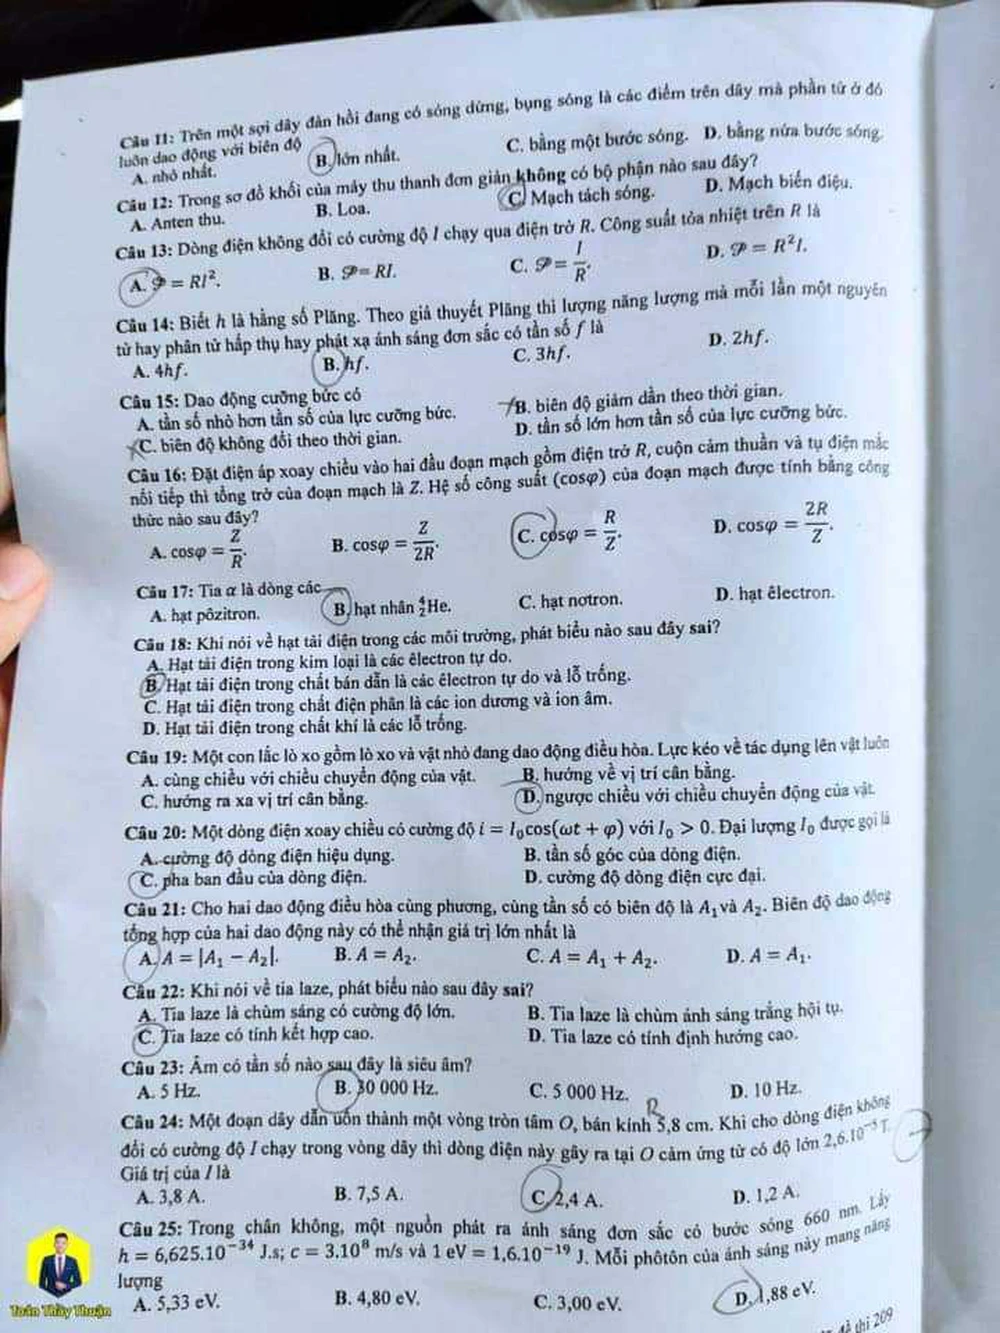 Câu 11: Trên một sợi dây đàn hồi đang có sóng dừng, bụng sóng là các điểm trên dây mà phần tử ở đó
luôn dao động với biên độ
A. nhỏ nhất. B. lớn nhất. C. bằng một bước sóng. D. bằng nửa bước sóng.
Câu 12: Trong sơ đồ khối của máy thu thanh đơn giản không có bộ phận nào sau đây?
A. Anten thu. B. Loa. C. Mạch tách sóng. D. Mạch biến điệu.
Câu 13: Dòng điện không đổi có cường độ I chạy qua điện trở R. Công suất tỏa nhiệt trên R là
A. 𝒫 = RI². B. 𝒫 = RI. C. 𝒫 = I/R. D. 𝒫 = R²I.
Câu 14: Biết h là hằng số Plăng. Theo giả thuyết Plăng thì lượng năng lượng mà mỗi lần một nguyên
tử hay phân tử hấp thụ hay phát xạ ánh sáng đơn sắc có tần số f là
A. 4hf. B. hf. C. 3hf. D. 2hf.
Câu 15: Dao động cưỡng bức có
A. tần số nhỏ hơn tần số của lực cưỡng bức. B. biên độ giảm dần theo thời gian.
C. biên độ không đổi theo thời gian. D. tần số lớn hơn tần số của lực cưỡng bức.
Câu 16: Đặt điện áp xoay chiều vào hai đầu đoạn mạch gồm điện trở R, cuộn cảm thuần và tụ điện mắc
nối tiếp thì tổng trở của đoạn mạch là Z. Hệ số công suất (cosφ) của đoạn mạch được tính bằng công
thức nào sau đây?
A. cosφ = Z/R. B. cosφ = Z/2R. C. cosφ = R/Z. D. cosφ = 2R/Z.
Câu 17: Tia α là dòng các
A. hạt pôzitron. B. hạt nhân ⁴₂He. C. hạt nơtron. D. hạt êlectron.
Câu 18: Khi nói về hạt tải điện trong các môi trường, phát biểu nào sau đây sai?
A. Hạt tải điện trong kim loại là các êlectron tự do.
B. Hạt tải điện trong chất bán dẫn là các êlectron tự do và lỗ trống.
C. Hạt tải điện trong chất điện phân là các ion dương và ion âm.
D. Hạt tải điện trong chất khí là các lỗ trống.
Câu 19: Một con lắc lò xo gồm lò xo và vật nhỏ đang dao động điều hòa. Lực kéo về tác dụng lên vật luôn
A. cùng chiều với chiều chuyển động của vật. B. hướng về vị trí cân bằng.
C. hướng ra xa vị trí cân bằng. D. ngược chiều với chiều chuyển động của vật.
Câu 20: Một dòng điện xoay chiều có cường độ i = I₀cos(ωt + φ) với I₀ > 0. Đại lượng I₀ được gọi là
A. cường độ dòng điện hiệu dụng. B. tần số góc của dòng điện.
C. pha ban đầu của dòng điện. D. cường độ dòng điện cực đại.
Câu 21: Cho hai dao động điều hòa cùng phương, cùng tần số có biên độ là A₁ và A₂. Biên độ dao động
tổng hợp của hai dao động này có thể nhận giá trị lớn nhất là
A. A = |A₁ − A₂|. B. A = A₂. C. A = A₁ + A₂. D. A = A₁.
Câu 22: Khi nói về tia laze, phát biểu nào sau đây sai?
A. Tia laze là chùm sáng có cường độ lớn. B. Tia laze là chùm ánh sáng trắng hội tụ.
C. Tia laze có tính kết hợp cao. D. Tia laze có tính định hướng cao.
Câu 23: Âm có tần số nào sau đây là siêu âm?
A. 5 Hz. B. 30 000 Hz. C. 5 000 Hz. D. 10 Hz.
R
Câu 24: Một đoạn dây dẫn uốn thành một vòng tròn tâm O, bán kính 5,8 cm. Khi cho dòng điện không
đổi có cường độ I chạy trong vòng dây thì dòng điện này gây ra tại O cảm ứng từ có độ lớn 2,6.10⁻⁵ T.
Giá trị của I là
A. 3,8 A. B. 7,5 A. C. 2,4 A. D. 1,2 A.
Câu 25: Trong chân không, một nguồn phát ra ánh sáng đơn sắc có bước sóng 660 nm. Lấy
h = 6,625.10⁻³⁴ J.s; c = 3.10⁸ m/s và 1 eV = 1,6.10⁻¹⁹ J. Mỗi phôtôn của ánh sáng này mang năng
lượng
A. 5,33 eV. B. 4,80 eV. C. 3,00 eV. D. 1,88 eV.
đề thi 209
Toán Thầy Thuận